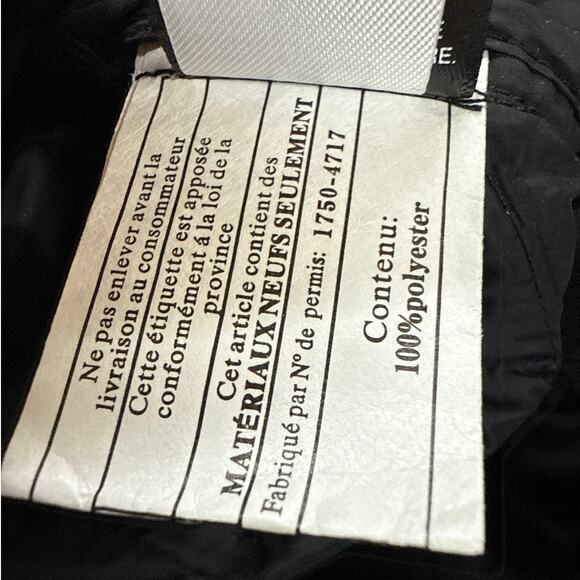 Ne pas enlever avant la
livraison au consommateur
Cette étiquette est apposée
conformément á la loi de la
province
Cet article contient des
MATÉRIAUX NEUFS SEULEMENT
Fabriqué par Nº de permis: 1750-4717
Contenu:
100%polyester